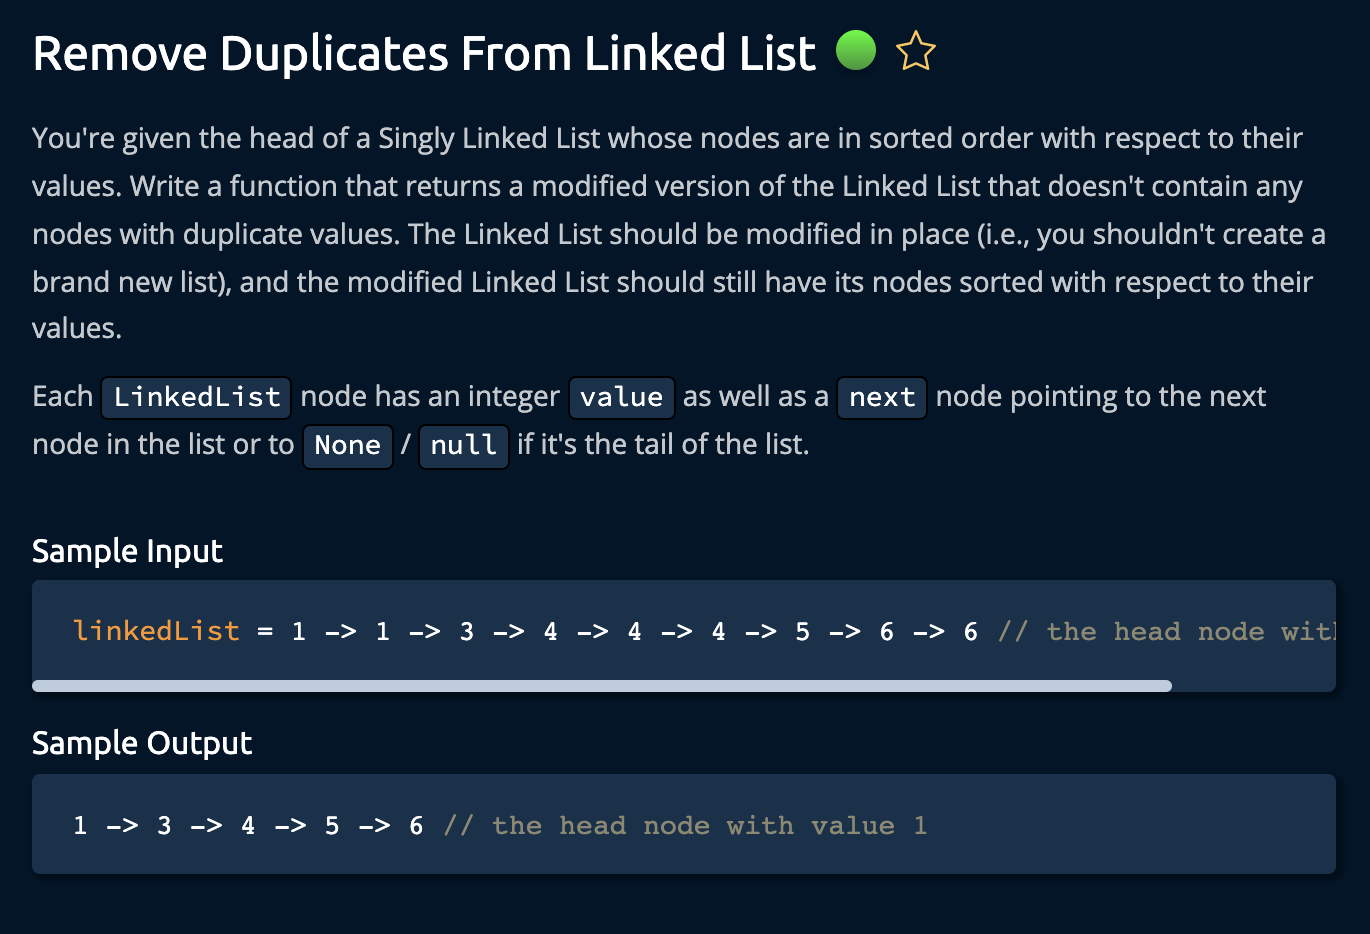 Remove Duplicates From Linked List
You're given the head of a Singly Linked List whose nodes are in sorted order with respect to their
values. Write a function that returns a modified version of the Linked List that doesn't contain any
nodes with duplicate values. The Linked List should be modified in place (i.e., you shouldn't create a
brand new list), and the modified Linked List should still have its nodes sorted with respect to their
values.
Each LinkedList node has an integer value as well as a next node pointing to the next
node in the list or to None / null if it's the tail of the list.
Sample Input
linkedList = 1 -> 1 -> 3 -> 4 -> 4 -> 4 -> 5 -> 6 -> 6 // the head node
Sample Output
1 -> 3 -> 4 -> 5 -> 6 // the head node with value 1